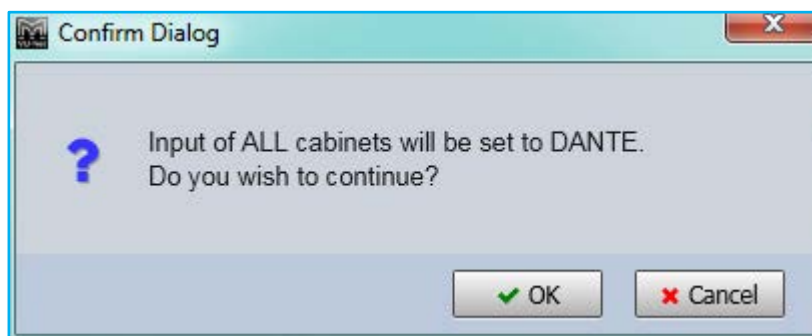 Confirm Dialog
Input of ALL cabinets will be set to DANTE.
Do you wish to continue?
OK
Cancel